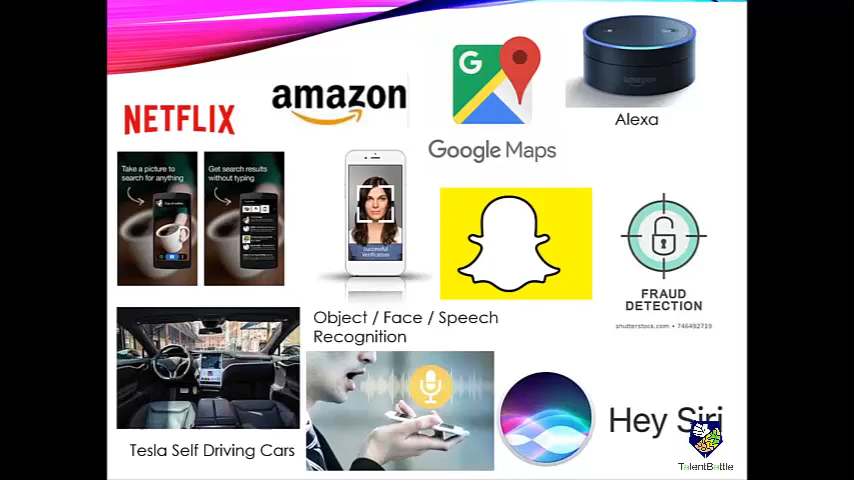 NETFLIX
amazon
G
Google Maps
amazon
Alexa
Take a picture to
search for anything
Get search results
without typing
Successful
Verification
FRAUD
DETECTION
shutterstock.com • 746492719
Object / Face / Speech
Recognition
Tesla Self Driving Cars
Hey Siri
TalentBattle